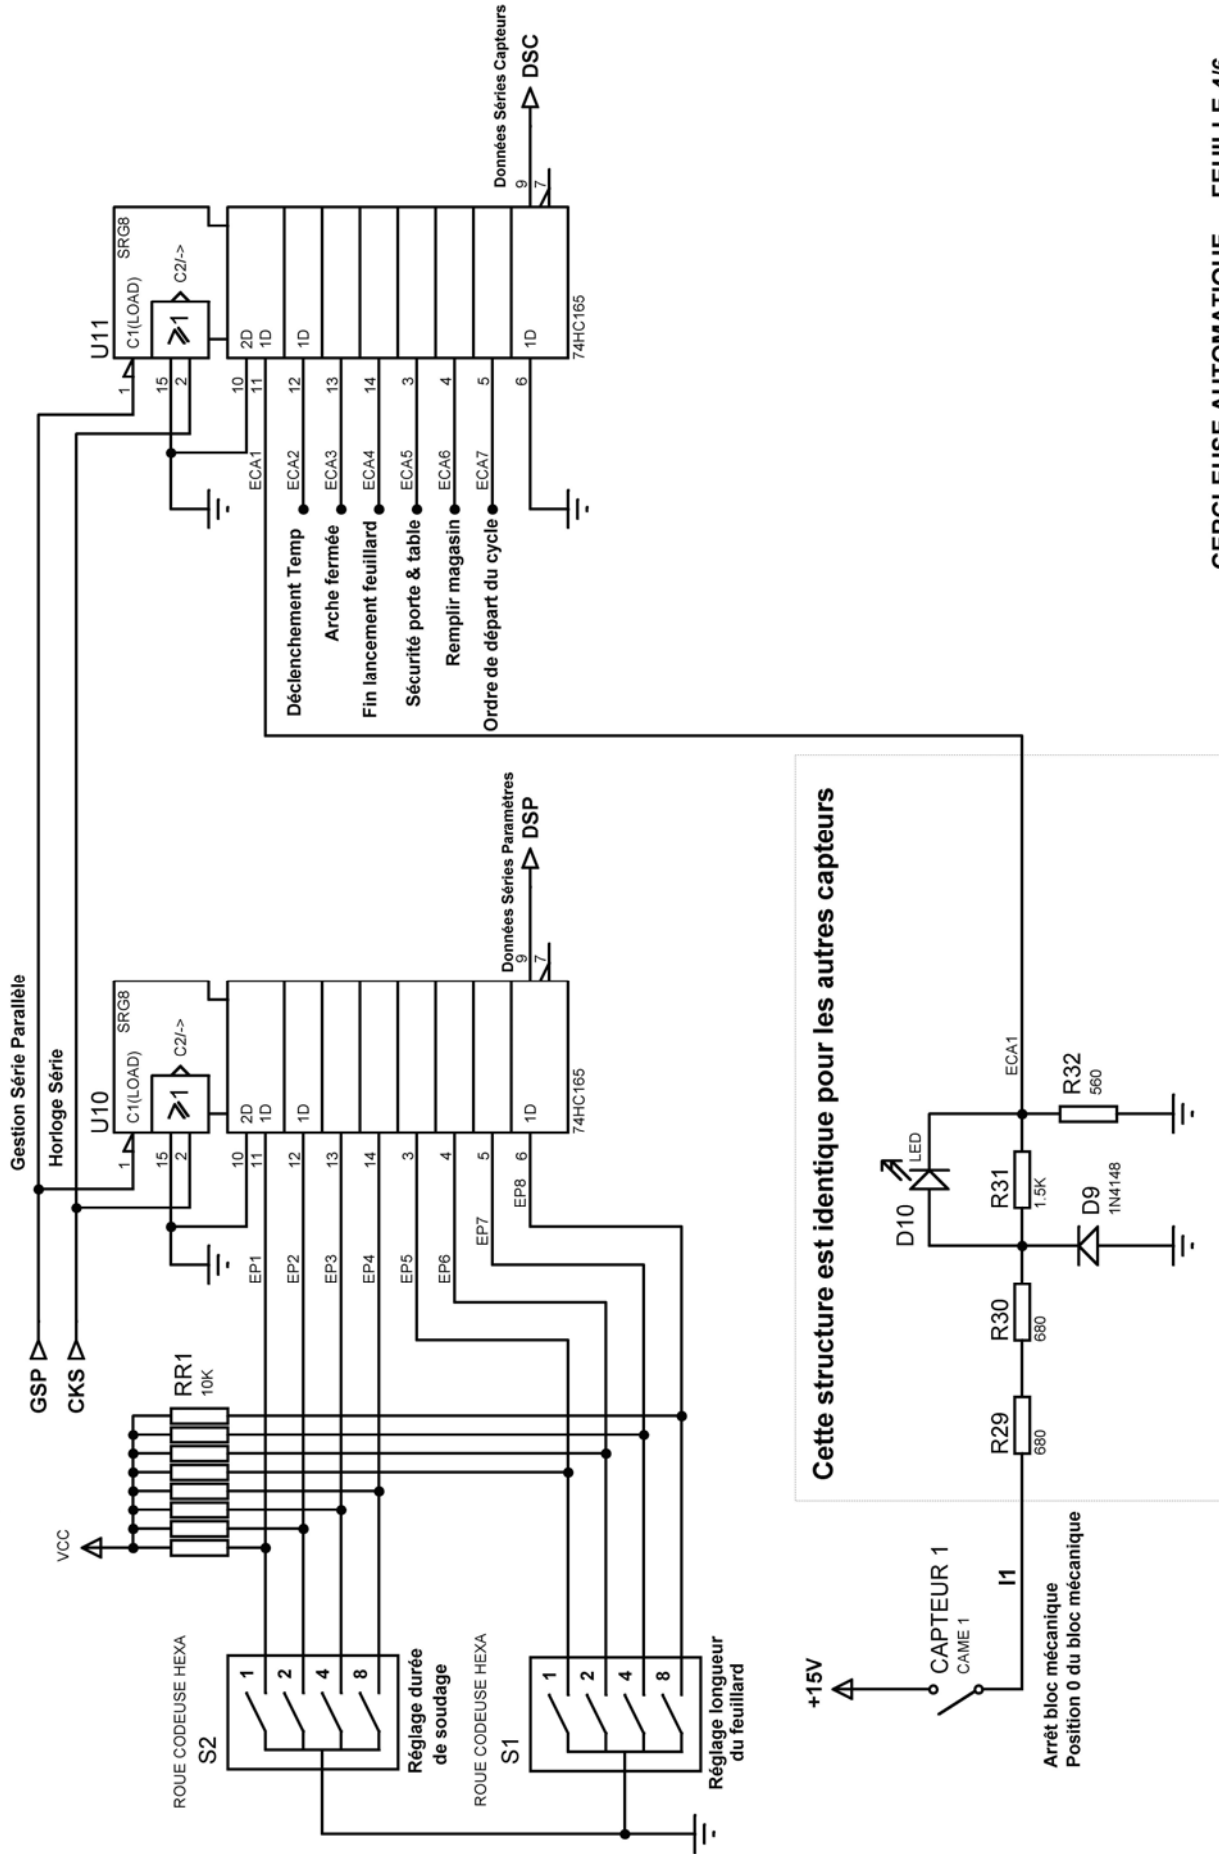 Gestion Série Parallèle
GSP
Horloge Série
CKS
VCC
RR1
10K
ROUE CODEUSE HEXA
S2
1
2
4
8
Réglage durée
de soudage
ROUE CODEUSE HEXA
S1
1
2
4
8
Réglage longueur
du feuillard
EP1
EP2
EP3
EP4
EP5
EP6
EP7
EP8
U10
1
15
2
10
11
12
13
14
3
4
5
6
C1(LOAD)
SRG8
≥1
C2/->
2D
1D
1D
1D
74HC165
9
7
Données Séries Paramètres
DSP
U11
1
15
2
10
11
12
13
14
3
4
5
6
C1(LOAD)
SRG8
≥1
C2/->
2D
1D
1D
1D
74HC165
9
7
Données Séries Capteurs
DSC
ECA1
ECA2
ECA3
ECA4
ECA5
ECA6
ECA7
Déclenchement Temp
Arche fermée
Fin lancement feuillard
Sécurité porte & table
Remplir magasin
Ordre de départ du cycle
Cette structure est identique pour les autres capteurs
+15V
CAPTEUR 1
CAME 1
I1
Arrêt bloc mécanique
Position 0 du bloc mécanique
R29
680
R30
680
D10
LED
R31
1.5K
D9
1N4148
ECA1
R32
560
CERCLEUSE AUTOMATIQUE FEUILLE 4/6